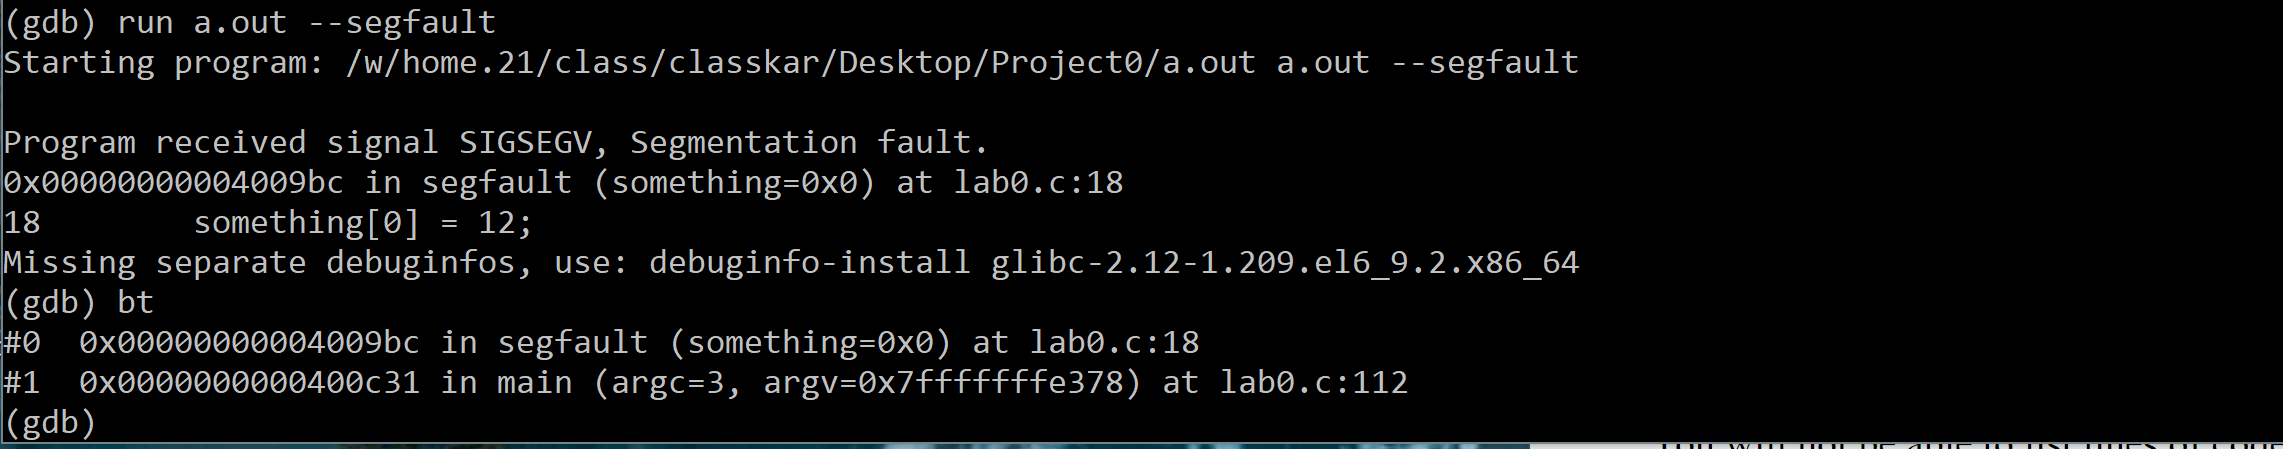 (gdb) run a.out --segfault
Starting program: /w/home.21/class/classkar/Desktop/Project0/a.out a.out --segfault
Program received signal SIGSEGV, Segmentation fault.
0x00000000004009bc in segfault (something=0x0) at lab0.c:18
18        something[0] = 12;
Missing separate debuginfos, use: debuginfo-install glibc-2.12-1.209.el6_9.2.x86_64
(gdb) bt
#0  0x00000000004009bc in segfault (something=0x0) at lab0.c:18
#1  0x0000000000400c31 in main (argc=3, argv=0x7fffffffe378) at lab0.c:112
(gdb)